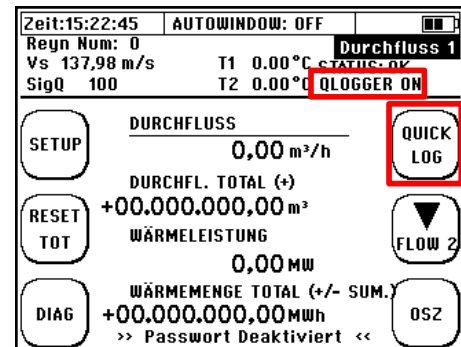 Zeit:15:22:45 AUTOWINDOW: OFF
Reyn Num: 0 Durchfluss 1
Vs 137,98 m/s T1 0.00°C STATUS: OK
SigQ 100 T2 0.00°C QLOGGER ON
DURCHFLUSS
SETUP 0,00 m³/h QUICK LOG
DURCHFL. TOTAL (+)
RESET TOT +00.000.000,00 m³ FLOW 2
WÄRMELEISTUNG
0,00 MW
WÄRMEMENGE TOTAL (+/- SUM.)
DIAG +00.000.000,00 MWh OSZ
>> Passwort Deaktiviert <<